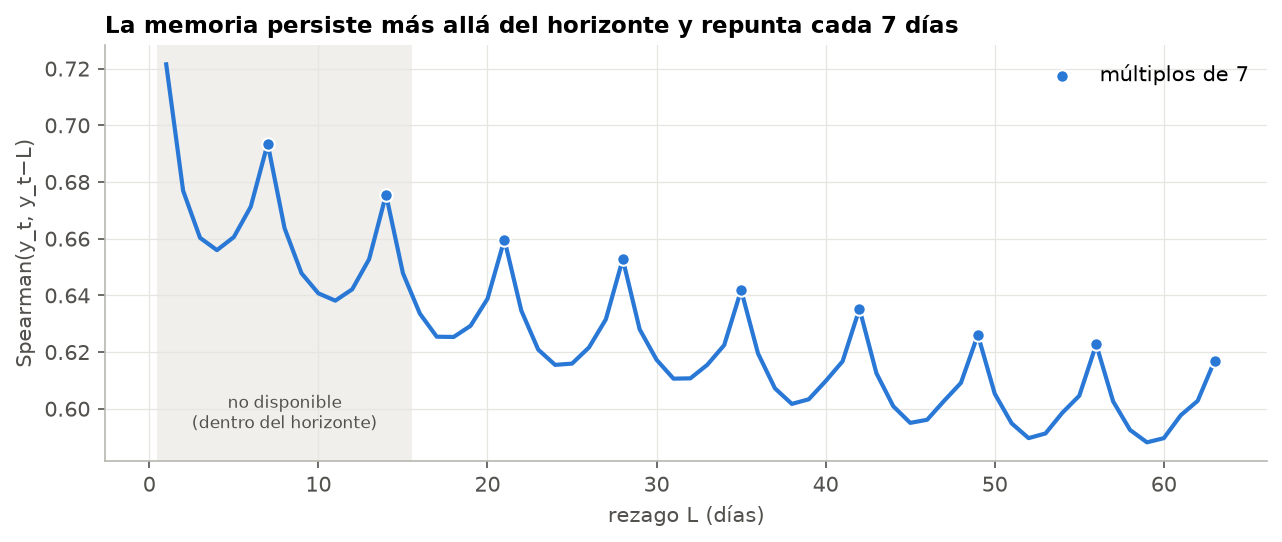 La memoria persiste más allá del horizonte y repunta cada 7 días
múltiplos de 7
Spearman(y_t, y_t−L)
0.72
0.70
0.68
0.66
0.64
0.62
0.60
no disponible
(dentro del horizonte)
0
10
20
30
40
50
60
rezago L (días)